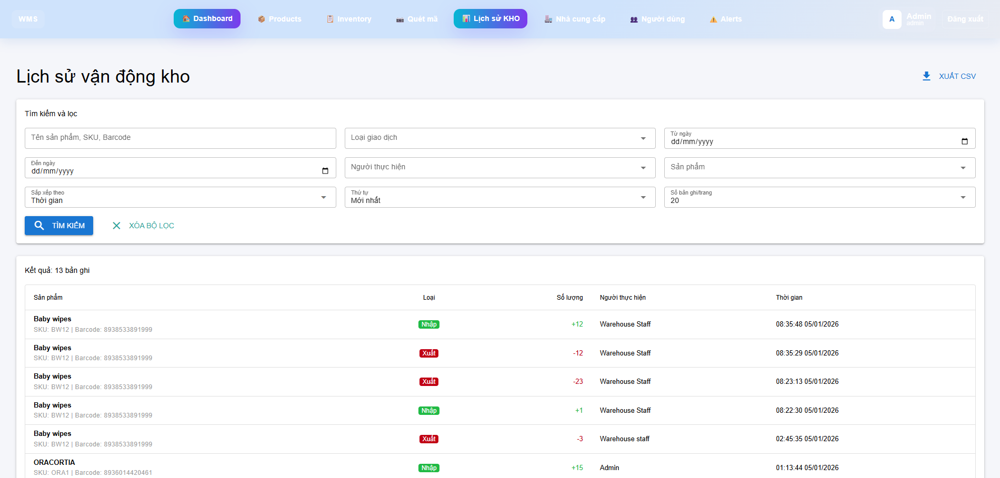 WMS
Dashboard
Products
Inventory
Quét mã
Lịch sử KHO
Nhà cung cấp
Người dùng
Alerts
A
Admin
admin
Đăng xuất
Lịch sử vận động kho
XUẤT CSV
Tìm kiếm và lọc
Tên sản phẩm, SKU, Barcode
Loại giao dịch
Từ ngày
dd/mm/yyyy
Đến ngày
dd/mm/yyyy
Người thực hiện
Sản phẩm
Sắp xếp theo
Thời gian
Thứ tự
Mới nhất
Số bản ghi/trang
20
TÌM KIẾM
XÓA BỘ LỌC
Kết quả: 13 bản ghi
Sản phẩm Loại Số lượng Người thực hiện Thời gian
Baby wipes
SKU: BW12 | Barcode: 8938533891999
Nhập +12 Warehouse Staff 08:35:48 05/01/2026
Baby wipes
SKU: BW12 | Barcode: 8938533891999
Xuất -12 Warehouse Staff 08:35:29 05/01/2026
Baby wipes
SKU: BW12 | Barcode: 8938533891999
Xuất -23 Warehouse Staff 08:23:13 05/01/2026
Baby wipes
SKU: BW12 | Barcode: 8938533891999
Nhập +1 Warehouse Staff 08:22:30 05/01/2026
Baby wipes
SKU: BW12 | Barcode: 8938533891999
Xuất -3 Warehouse staff 02:45:35 05/01/2026
ORACORTIA
SKU: ORA1 | Barcode: 8936014420461
Nhập +15 Admin 01:13:44 05/01/2026